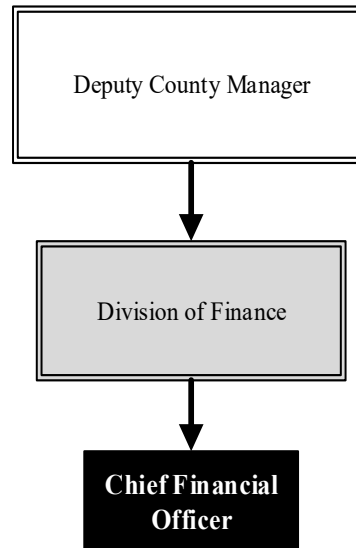 Deputy County Manager
Division of Finance
Chief Financial
Officer